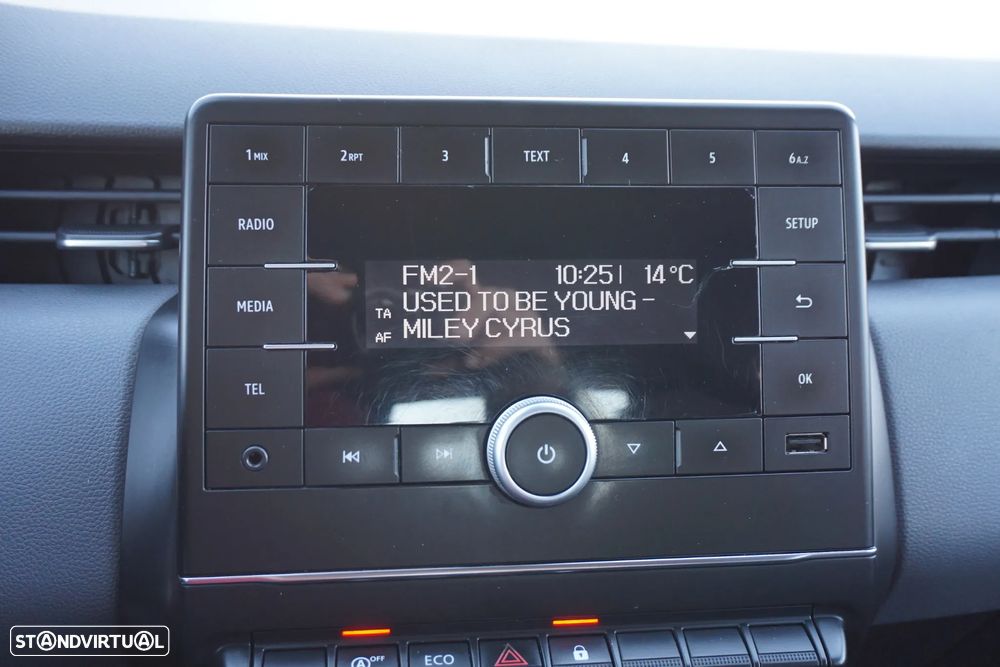 1 MIX 2 RPT 3 TEXT 4 5 6 A..Z
RADIO SETUP
FM2-1 10:25 | 14°C
USED TO BE YOUNG -
TA MILEY CYRUS
AF
MEDIA
TEL OK
A OFF ECO
STANDVIRTUAL